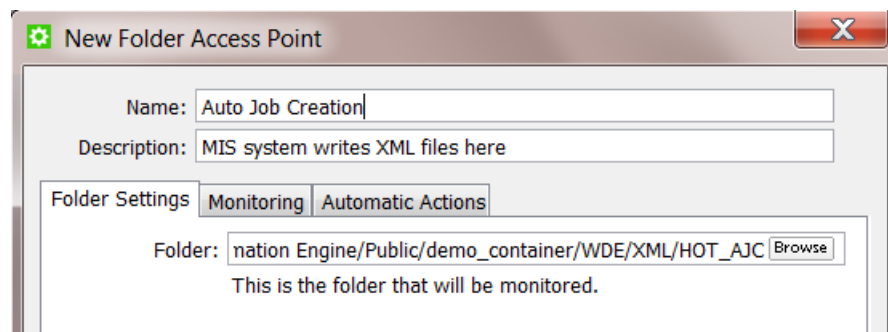 New Folder Access Point
X
Name: Auto Job Creation
Description: MIS system writes XML files here
Folder Settings Monitoring Automatic Actions
Folder: mation Engine/Public/demo_container/WDE/XML/HOT_AJC Browse
This is the folder that will be monitored.